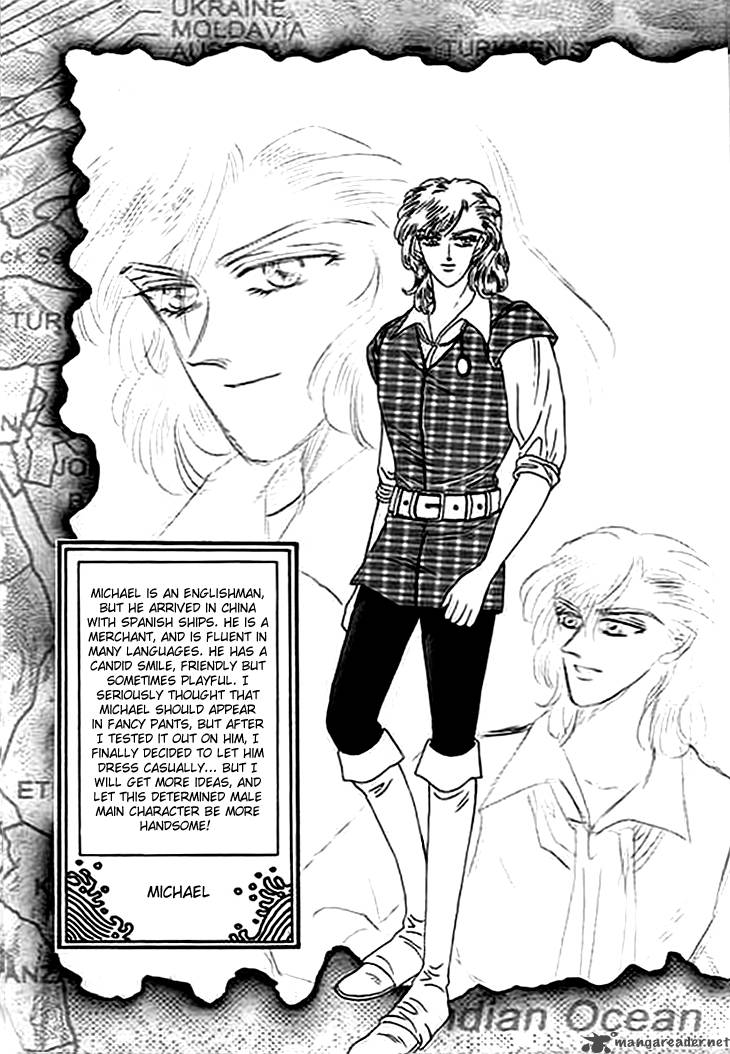 UKRAINE
MOLDAVIA
MICHAEL IS AN ENGLISHMAN,
BUT HE ARRIVED IN CHINA
WITH SPANISH SHIPS. HE IS A
MERCHANT, AND IS FLUENT IN
MANY LANGUAGES. HE HAS A
CANDID SMILE, FRIENDLY BUT
SOMETIMES PLAYFUL. I
SERIOUSLY THOUGHT THAT
MICHAEL SHOULD APPEAR
IN FANCY PANTS, BUT AFTER
I TESTED IT OUT ON HIM, I
FINALLY DECIDED TO LET HIM
DRESS CASUALLY... BUT I
WILL GET MORE IDEAS, AND
LET THIS DETERMINED MALE
MAIN CHARACTER BE MORE
HANDSOME!
MICHAEL
dian Ocean
mangareader.net